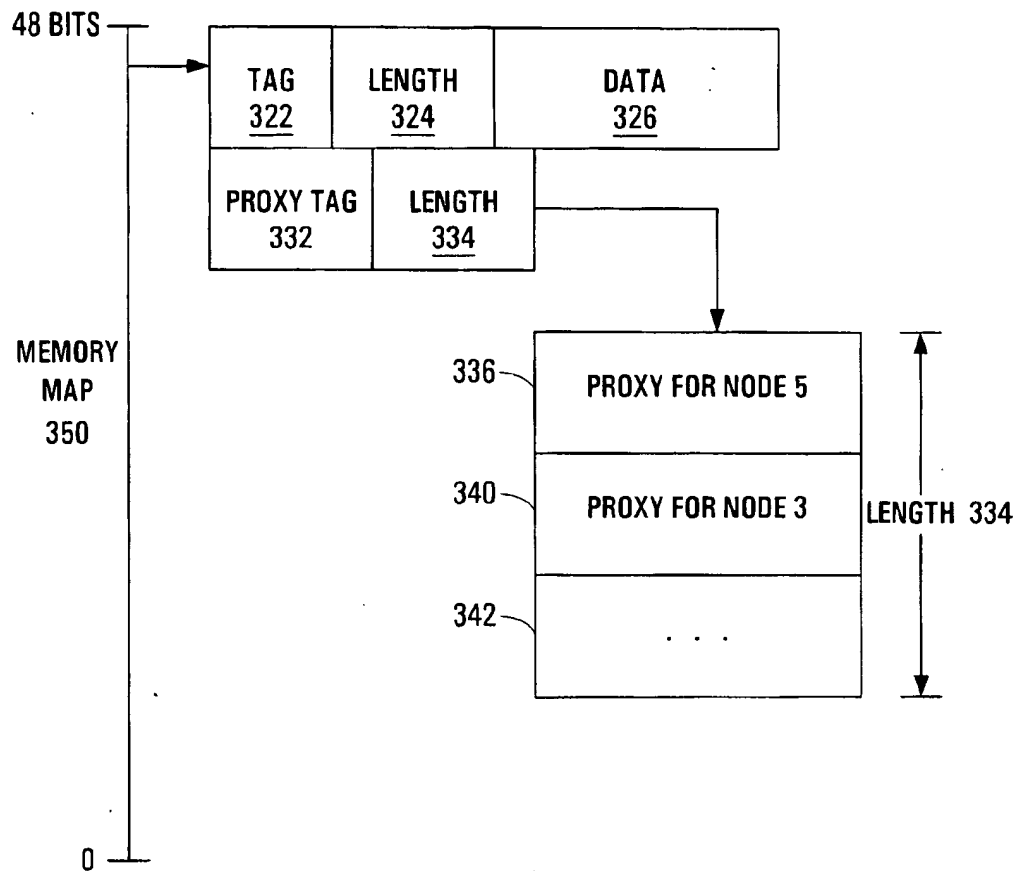 48 BITS
TAG
322
LENGTH
324
DATA
326
PROXY TAG
332
LENGTH
334
MEMORY
MAP
350
336
PROXY FOR NODE 5
340
PROXY FOR NODE 3
LENGTH 334
342
. . .
0